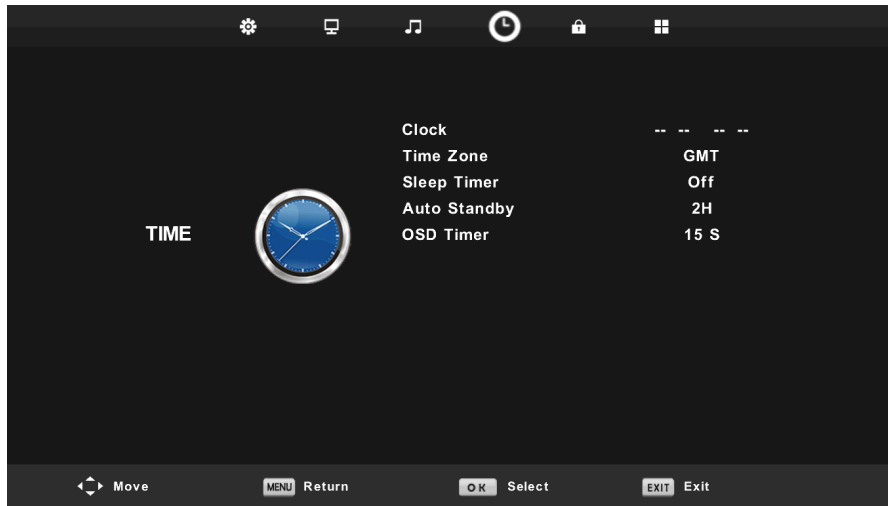 Clock -- -- -- --
Time Zone GMT
Sleep Timer Off
Auto Standby 2H
TIME
OSD Timer 15 S
Move MENU Return OK Select EXIT Exit